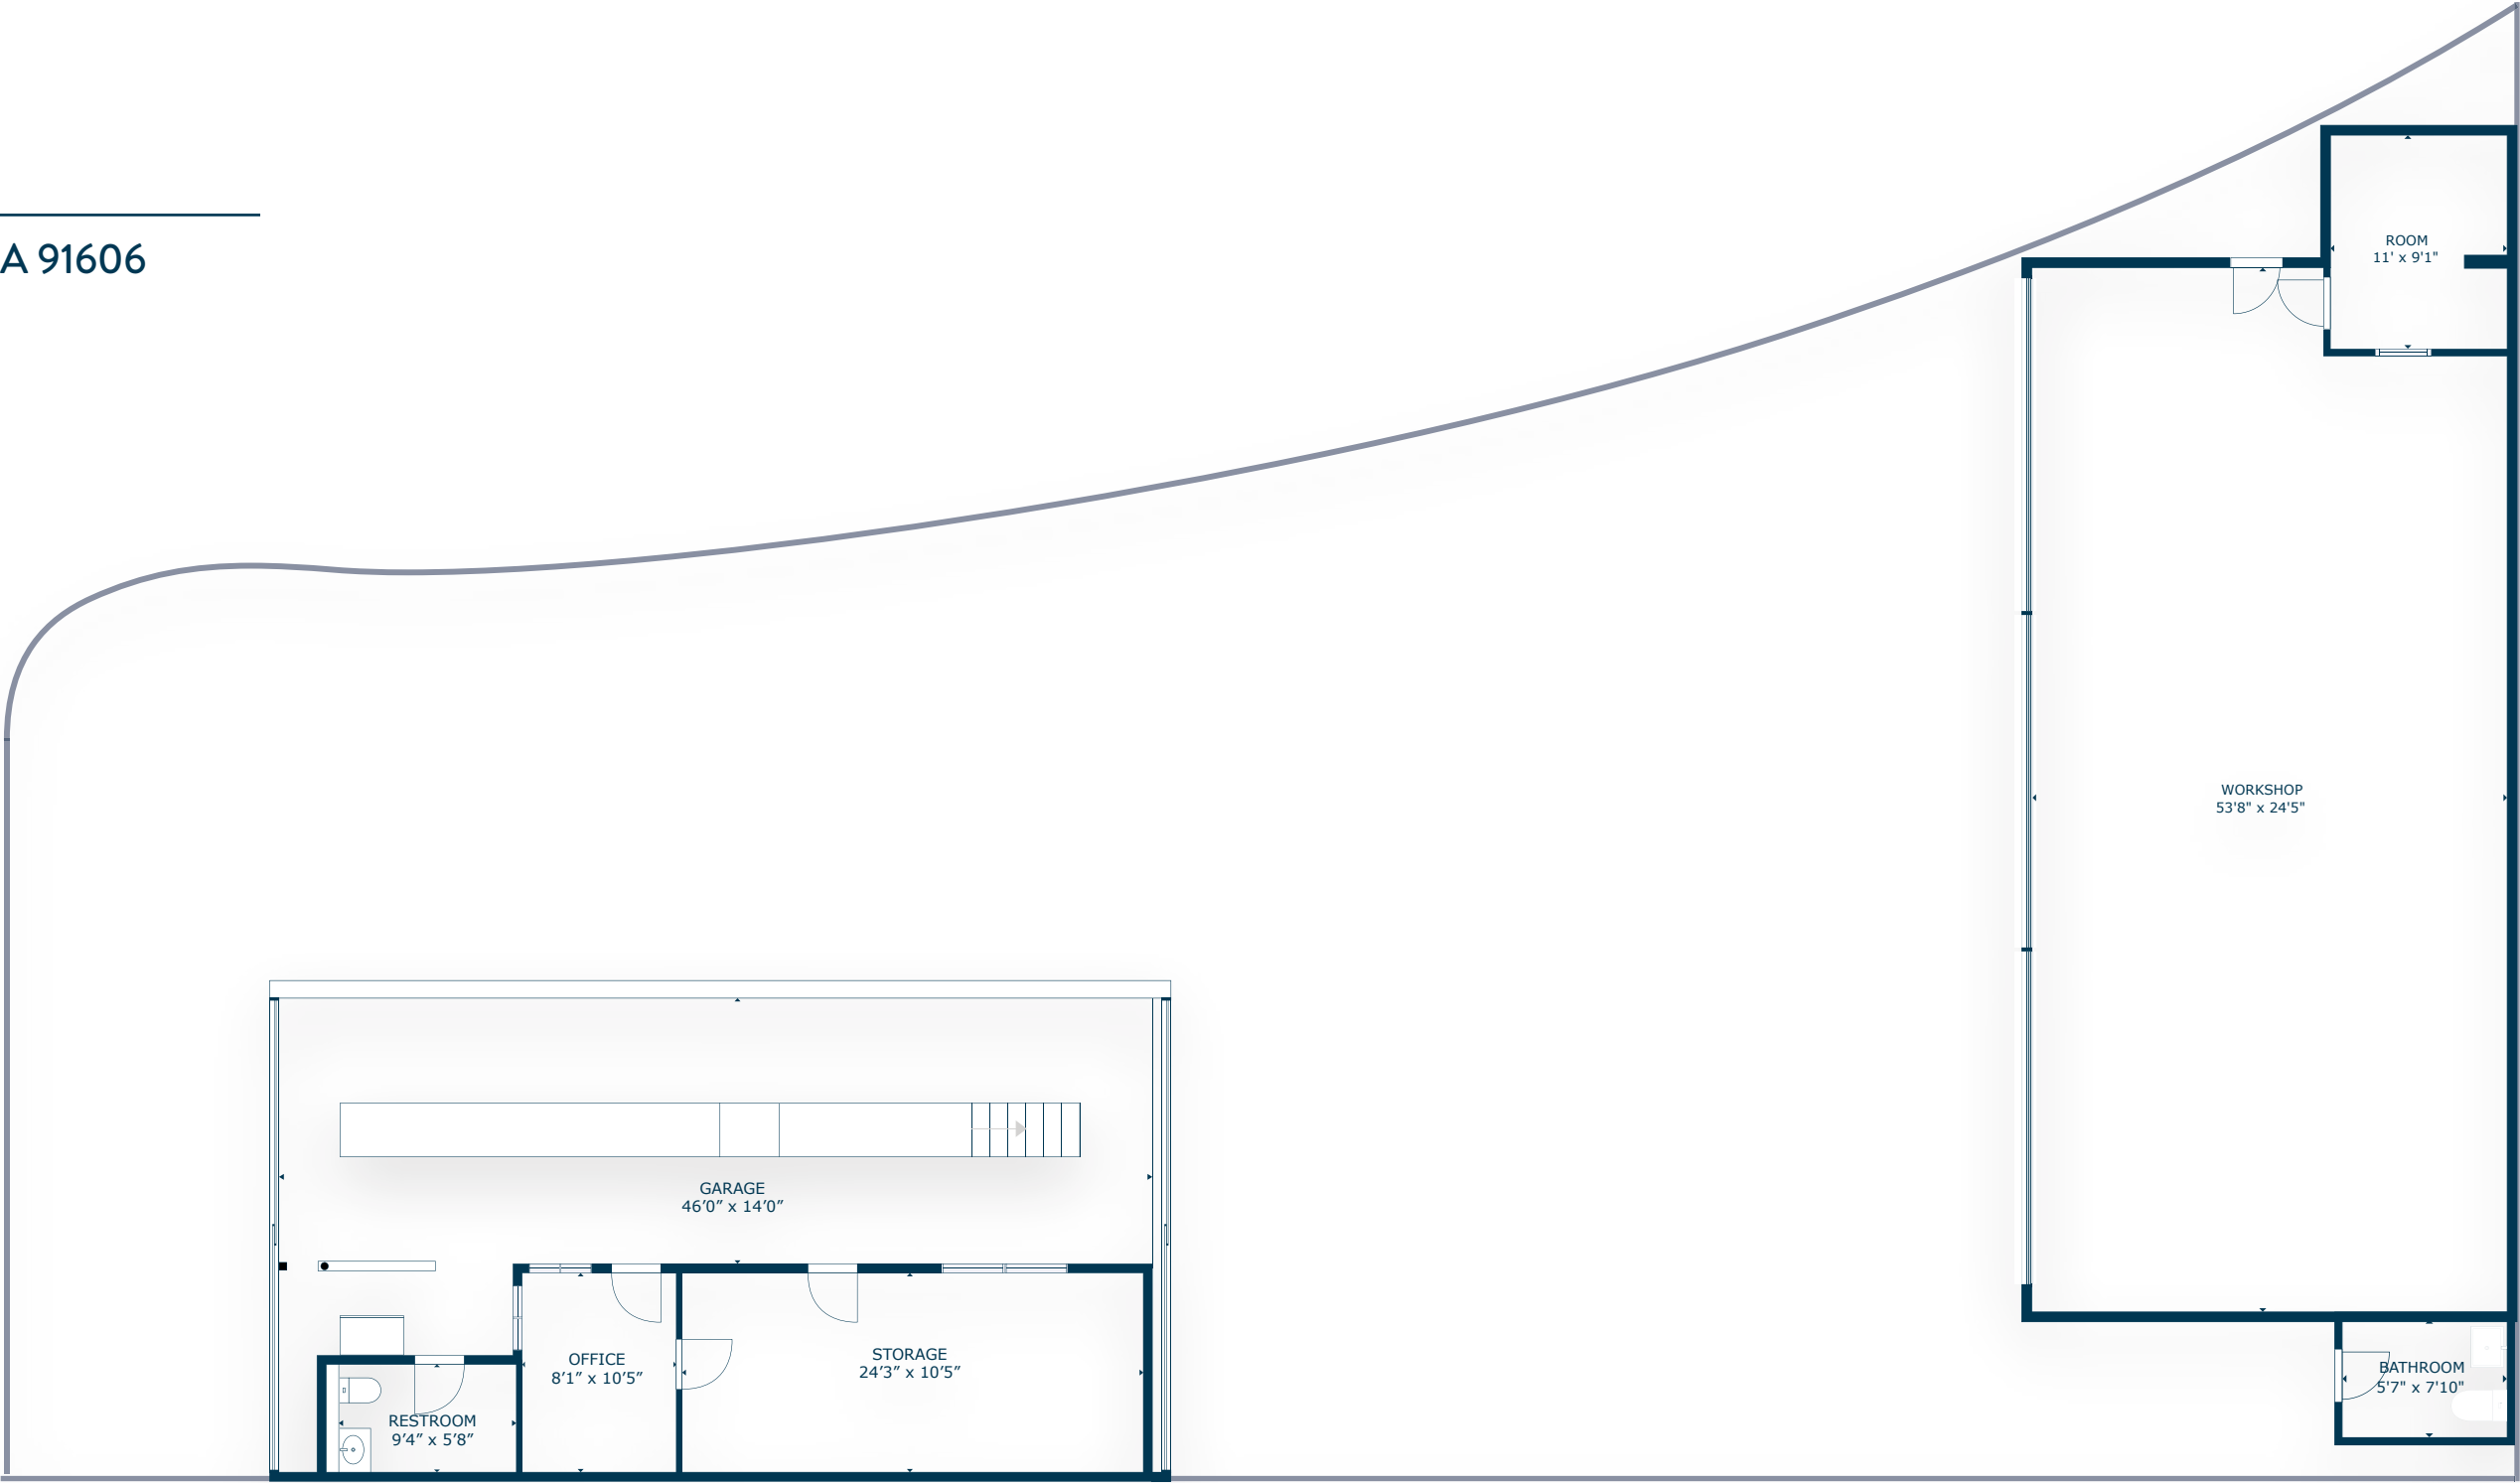 A 91606
ROOM
11' x 9'1"
WORKSHOP
53'8" x 24'5"
GARAGE
46’0” x 14’0”
OFFICE
8’1” x 10’5”
STORAGE
24’3” x 10’5”
RESTROOM
9’4” x 5’8”
BATHROOM
5'7" x 7'10"